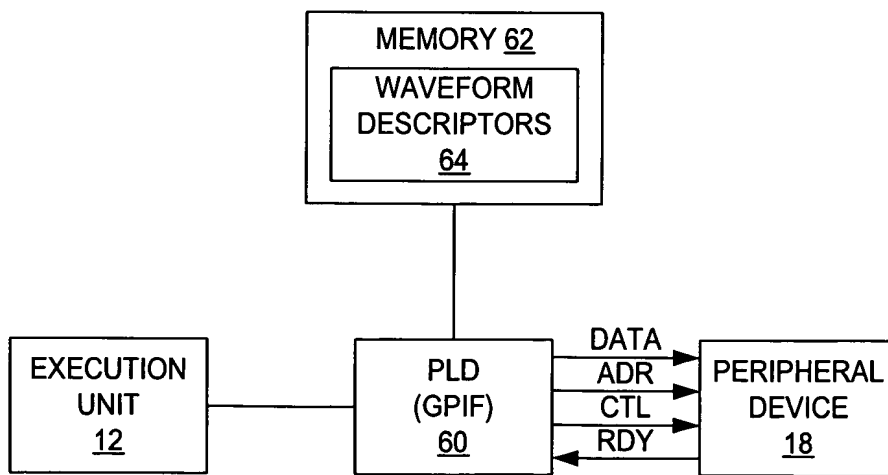 MEMORY 62
WAVEFORM
DESCRIPTORS
64
EXECUTION
UNIT
12
PLD
(GPIF)
60
DATA
ADR
CTL
RDY
PERIPHERAL
DEVICE
18